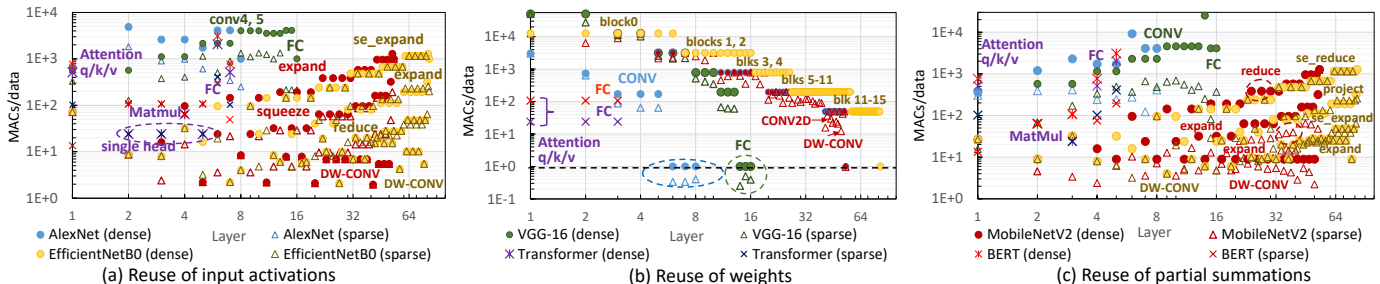 MACs/data
1E+4
1E+3
1E+2
1E+1
1E+0
1
2
4
8
16
32
64
Layer
conv4, 5
Attention
q/k/v
FC
FC
se_expand
expand
expand
Matmul
squeeze
reduce
single head
DW-CONV
DW-CONV
AlexNet (dense)
AlexNet (sparse)
EfficientNetB0 (dense)
EfficientNetB0 (sparse)
(a) Reuse of input activations
MACs/data
1E+4
1E+3
1E+2
1E+1
1E+0
1E-1
1
2
4
8
16
32
64
Layer
block0
blocks 1, 2
CONV
blks 3, 4
FC
FC
blks 5-11
blk 11-15
CONV2D
DW-CONV
Attention
q/k/v
FC
VGG-16 (dense)
VGG-16 (sparse)
Transformer (dense)
Transformer (sparse)
(b) Reuse of weights
MACs/data
1E+4
1E+3
1E+2
1E+1
1E+0
1
2
4
8
16
32
64
Layer
CONV
Attention
q/k/v
FC
FC
reduce
se_reduce
project
MatMul
expand
se_expand
expand
expand
DW-CONV
DW-CONV
MobileNetV2 (dense)
MobileNetV2 (sparse)
BERT (dense)
BERT (sparse)
(c) Reuse of partial summations